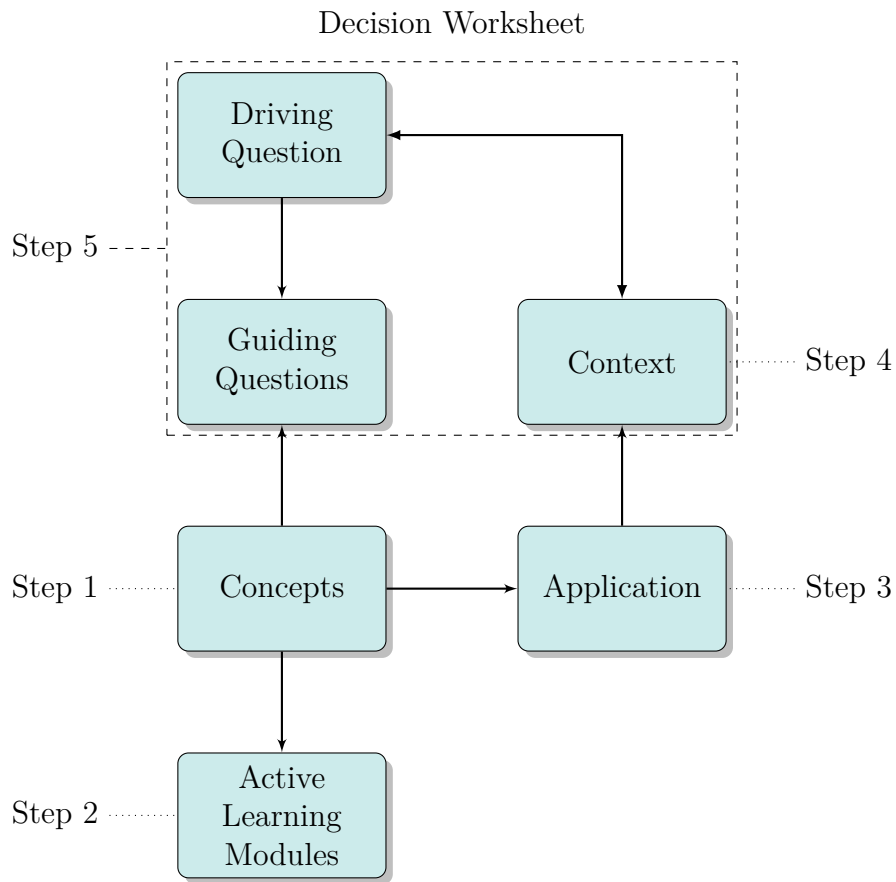 Decision Worksheet
Driving
Question
Step 5
Guiding
Questions
Context
Step 4
Step 1
Concepts
Application
Step 3
Step 2
Active
Learning
Modules